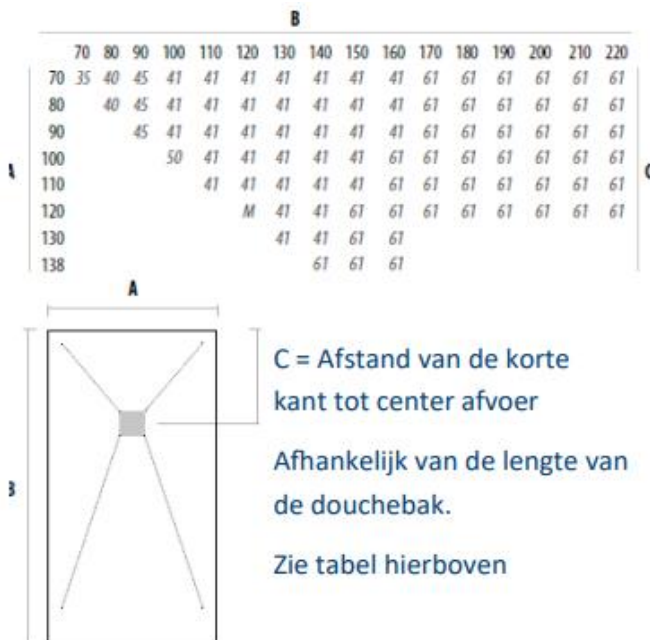 B
70 80 90 100 110 120 130 140 150 160 170 180 190 200 210 220
70 35 40 45 41 41 41 41 41 41 41 61 61 61 61 61 61
80 40 45 41 41 41 41 41 41 41 61 61 61 61 61 61
90 45 41 41 41 41 41 41 41 61 61 61 61 61 61
100 50 41 41 41 41 41 61 61 61 61 61 61 61
A C
110 41 41 41 41 41 61 61 61 61 61 61 61
120 M 41 41 61 61 61 61 61 61 61 61
130 41 41 61 61
138 61 61 61
A
C = Afstand van de korte
kant tot center afvoer
B
Afhankelijk van de lengte van
de douchebak.
Zie tabel hierboven